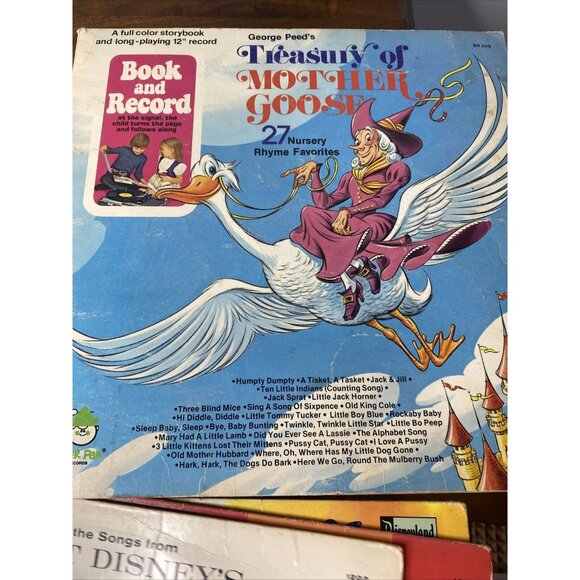 A full color storybook
and long-playing 12" record
George Peed's
BR 508
Treasury of
MOTHER
GOOSE
27 Nursery
Rhyme Favorites
Book
and
Record
at the signal, the
child turns the page
and follows along
•Humpty Dumpty •A Tisket, A Tasket •Jack & Jill•
•Ten Little Indians (Counting Song)•
•Jack Sprat •Little Jack Horner•
•Three Blind Mice •Sing A Song Of Sixpence •Old King Cole•
•Hi Diddle, Diddle •Little Tommy Tucker •Little Boy Blue •Rockaby Baby
•Sleep Baby, Sleep •Bye, Baby Bunting •Twinkle, Twinkle Little Star •Little Bo Peep
•Mary Had A Little Lamb •Did You Ever See A Lassie •The Alphabet Song
•3 Little Kittens Lost Their Mittens •Pussy Cat, Pussy Cat •I Love A Pussy
•Old Mother Hubbard •Where, Oh, Where Has My Little Dog Gone
•Hark, Hark, The Dogs Do Bark •Here We Go, Round The Mulberry Bush
Pan
RECORDS
Disneyland
the Songs from
DISNEY'S